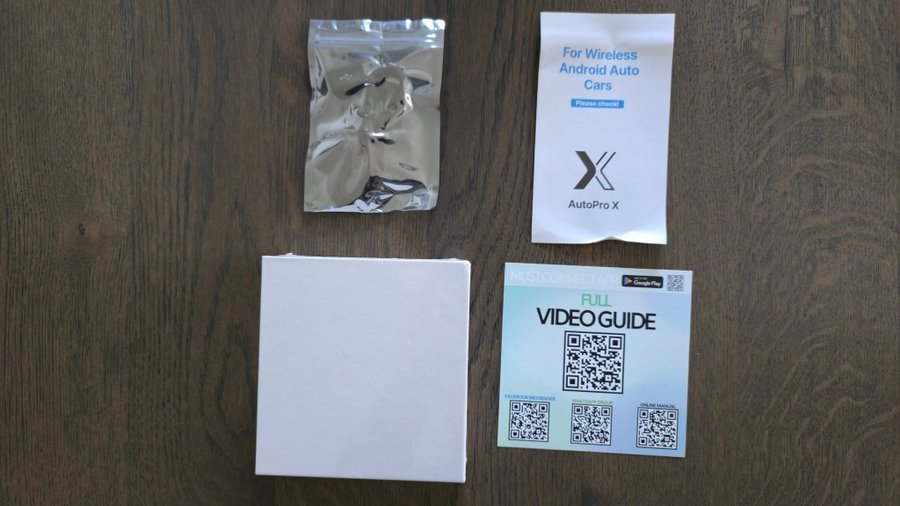 For Wireless
Android Auto
Cars
Please check!
AutoPro X
MUST CONNECT APP
Google Play
FULL
VIDEO GUIDE
FACEBOOK MESSENGER
WHATSAPP GROUP
ONLINE MANUAL